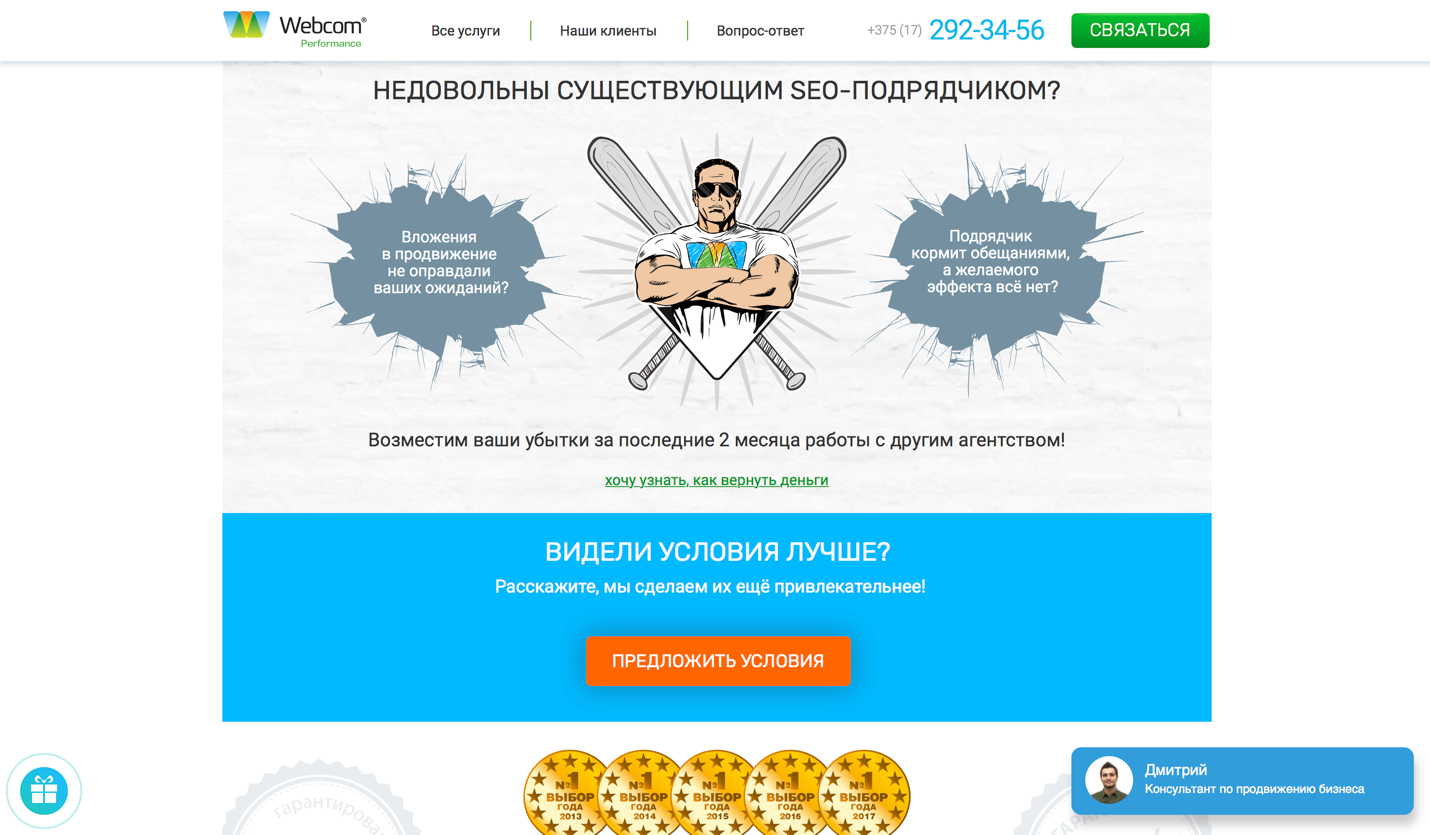 Webcom®
Performance
Все услуги
Наши клиенты
Вопрос-ответ
+375 (17) 292-34-56
СВЯЗАТЬСЯ
НЕДОВОЛЬНЫ СУЩЕСТВУЮЩИМ SEO-ПОДРЯДЧИКОМ?
Вложения
в продвижение
не оправдали
ваших ожиданий?
Подрядчик
кормит обещаниями,
а желаемого
эффекта всё нет?
Возместим ваши убытки за последние 2 месяца работы с другим агентством!
хочу узнать, как вернуть деньги
ВИДЕЛИ УСЛОВИЯ ЛУЧШЕ?
Расскажите, мы сделаем их ещё привлекательнее!
ПРЕДЛОЖИТЬ УСЛОВИЯ
№1
ВЫБОР
ГОДА
2013
№1
ВЫБОР
ГОДА
2014
№1
ВЫБОР
ГОДА
2015
№1
ВЫБОР
ГОДА
2016
№1
ВЫБОР
ГОДА
2017
Дмитрий
Консультант по продвижению бизнеса